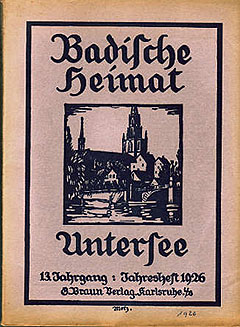 Badische
Heimat
Untersee
13. Jahrgang : Jahresheft 1926
G. Braun Verlag Karlsruhe i/B
1926